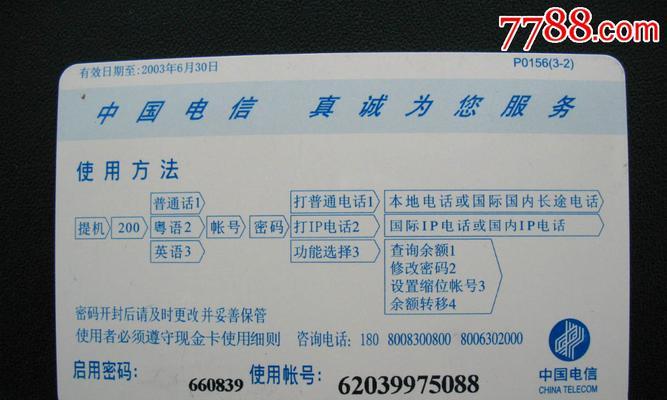 7788.com
有效日期至:2003年6月30日 P0156(3-2)
中国电信 真诚为您服务
使用方法
普通话1 打普通电话1 本地电话或国际国内长途电话
提机 200 粤语2 帐号 密码 打IP电话2 国际IP电话或国内IP电话
英语3 功能选择3 查询余额1
修改密码2
设置缩位帐号3
余额转移4
密码开封后请及时更改并妥善保管
使用者必须遵守现金卡使用细则 咨询电话: 180 8008300800 8006302000
启用密码: 660839 使用帐号: 62039975088
中国电信
CHINA TELECOM